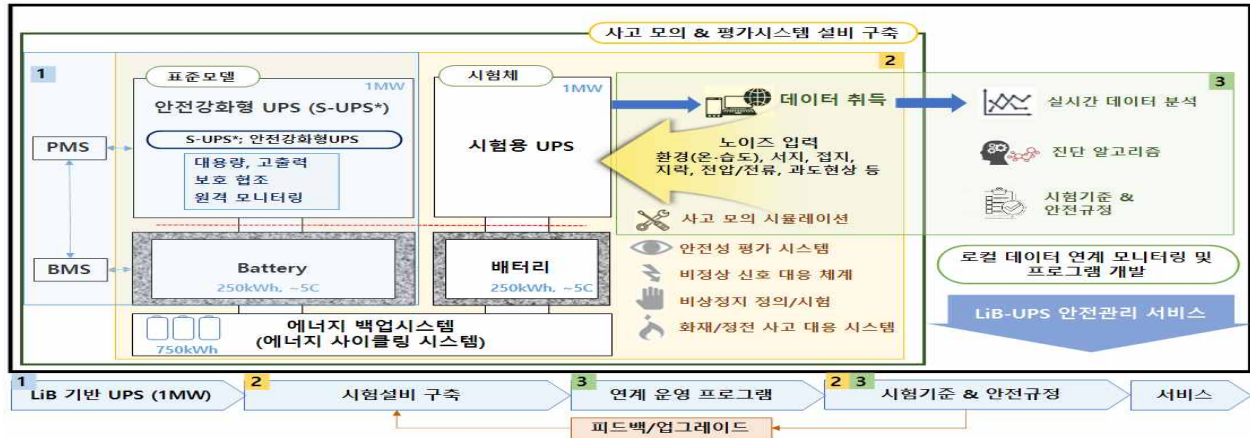 사고 모의 & 평가시스템 설비 구축
1
2
3
표준모델
1MW
안전강화형 UPS (S-UPS*)
S-UPS*; 안전강화형UPS
대용량, 고출력
보호 협조
원격 모니터링
PMS
BMS
시험체
1MW
시험용 UPS
데이터 취득
노이즈 입력
환경(온·습도), 서지, 접지,
지락, 전압/전류, 과도현상 등
실시간 데이터 분석
진단 알고리즘
시험기준 &
안전규정
사고 모의 시뮬레이션
안전성 평가 시스템
비정상 신호 대응 체계
비상정지 정의/시험
화재/정전 사고 대응 시스템
Battery
250kWh, ~5C
배터리
250kWh, ~5C
에너지 백업시스템
(에너지 사이클링 시스템)
750kWh
로컬 데이터 연계 모니터링 및
프로그램 개발
LiB-UPS 안전관리 서비스
1
LiB 기반 UPS (1MW)
2
시험설비 구축
3
연계 운영 프로그램
2 3
시험기준 & 안전규정
서비스
피드백/업그레이드